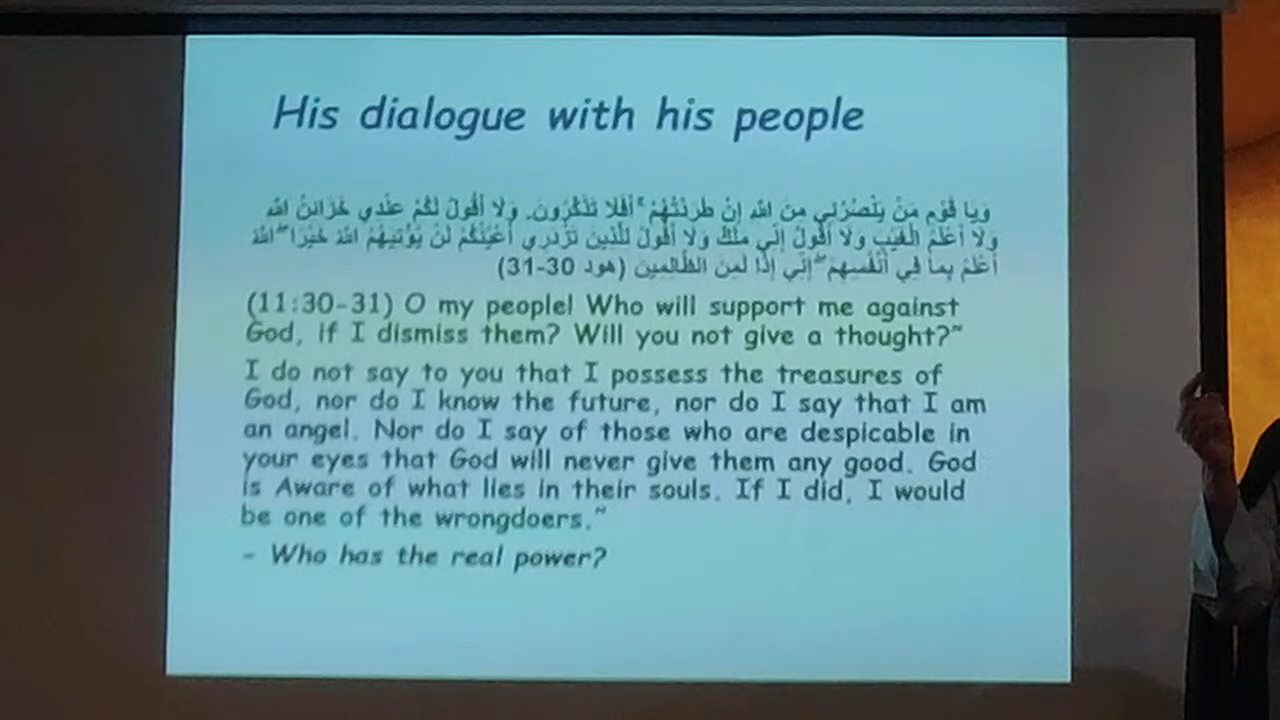 His dialogue with his people
وَيَا قَوْمِ مَنْ يَنْصُرُنِي مِنَ اللَّهِ إِنْ طَرَدْتُهُمْ ۚ أَفَلَا تَذَكَّرُونَ. وَلَا أَقُولُ لَكُمْ عِنْدِي خَزَائِنُ اللَّهِ
وَلَا أَعْلَمُ الْغَيْبَ وَلَا أَقُولُ إِنِّي مَلَكٌ وَلَا أَقُولُ لِلَّذِينَ تَزْدَرِي أَعْيُنُكُمْ لَنْ يُؤْتِيَهُمُ اللَّهُ خَيْرًا ۖ اللَّهُ
أَعْلَمُ بِمَا فِي أَنْفُسِهِمْ ۖ إِنِّي إِذًا لَمِنَ الظَّالِمِينَ (هود 30-31)
(11:30-31) O my people! Who will support me against
God, if I dismiss them? Will you not give a thought?"
I do not say to you that I possess the treasures of
God, nor do I know the future, nor do I say that I am
an angel. Nor do I say of those who are despicable in
your eyes that God will never give them any good. God
is Aware of what lies in their souls. If I did, I would
be one of the wrongdoers."
- Who has the real power?